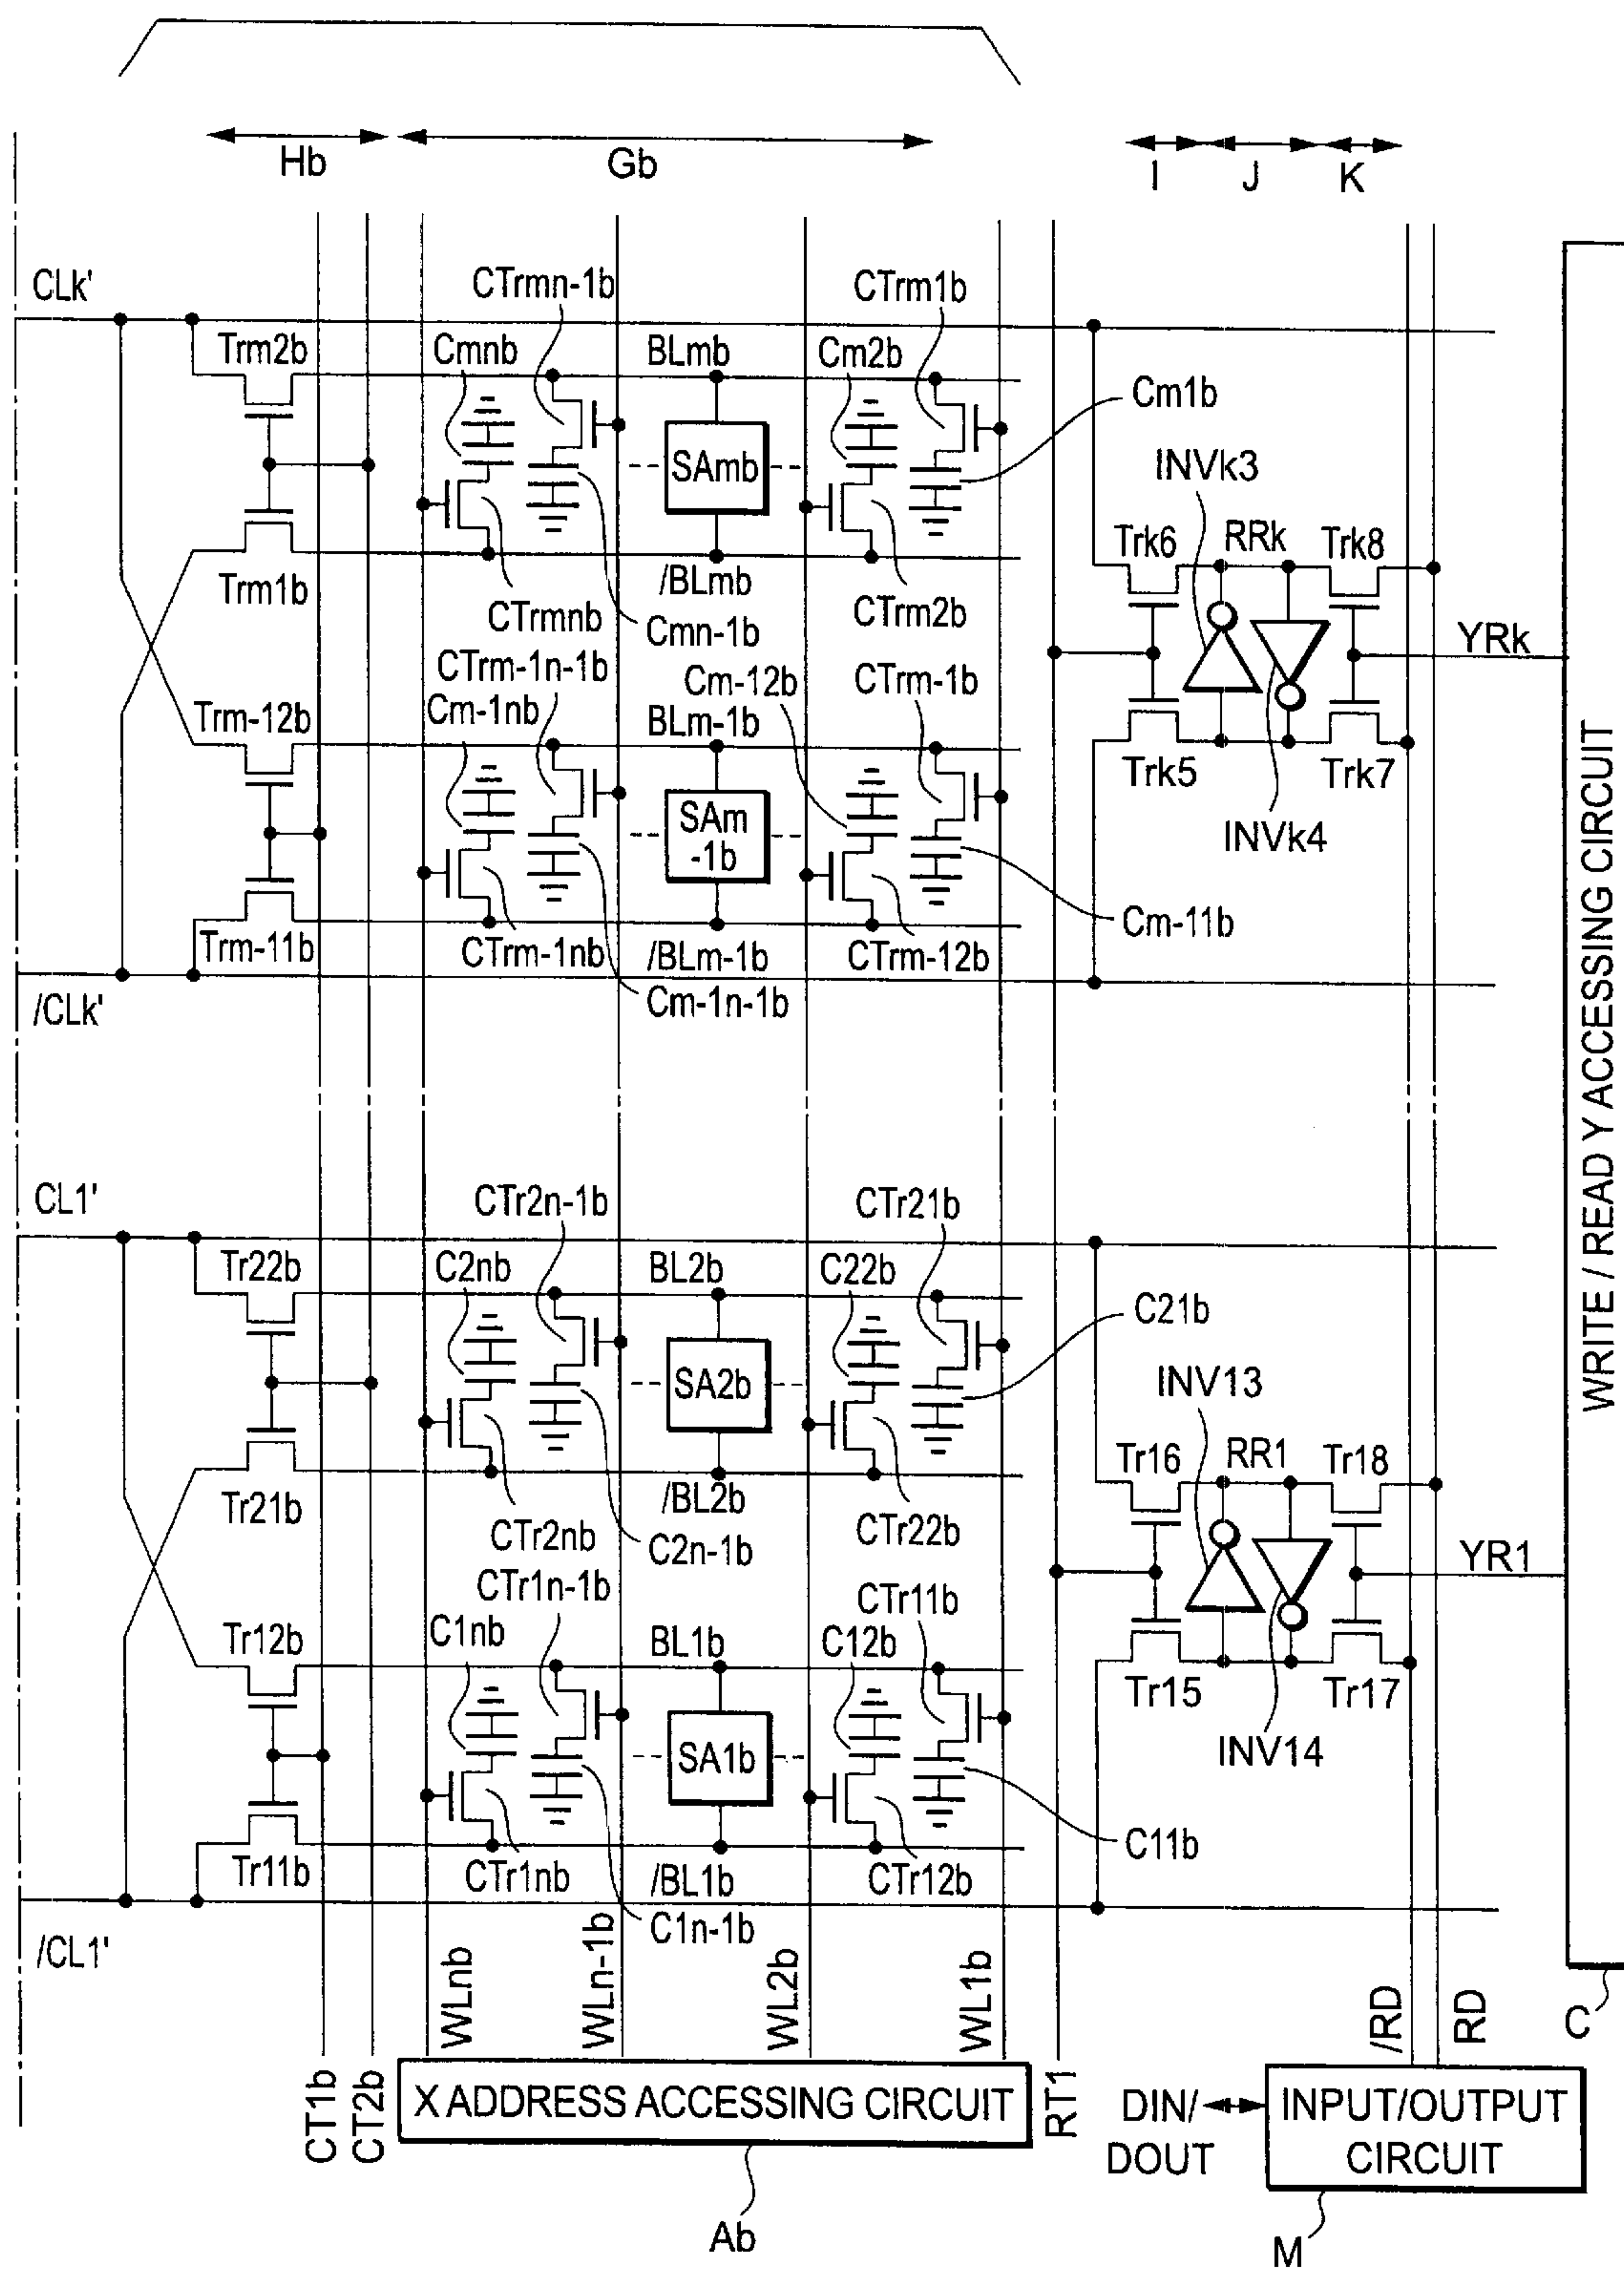 Hb
Gb
I
J
K
CLk'
CTrmn-1b
CTrm1b
Trm2b
Cmnb
BLmb
Cm2b
Cm1b
SAmb
INVk3
Trk6
RRk
Trk8
Trm1b
/BLmb
CTrmnb
Cmn-1b
CTrm2b
YRk
CTrm-1n-1b
Cm-12b
CTrm-1b
Trm-12b
Cm-1nb
BLm-1b
Trk5
Trk7
SAm
-1b
INVk4
Trm-11b
CTrm-1nb
/BLm-1b
CTrm-12b
Cm-11b
/CLk'
Cm-1n-1b
WRITE / READ Y ACCESSING CIRCUIT
CL1'
CTr2n-1b
CTr21b
Tr22b
C2nb
BL2b
C22b
C21b
SA2b
INV13
Tr16
RR1
Tr18
Tr21b
/BL2b
CTr2nb
C2n-1b
CTr22b
YR1
CTr1n-1b
CTr11b
Tr12b
C1nb
BL1b
C12b
Tr15
Tr17
SA1b
INV14
Tr11b
CTr1nb
/BL1b
CTr12b
C11b
C1n-1b
/CL1'
WLnb
WLn-1b
WL2b
WL1b
/RD
RD
C
CT1b
CT2b
X ADDRESS ACCESSING CIRCUIT
RT1
DIN/
DOUT
INPUT/OUTPUT
CIRCUIT
Ab
M